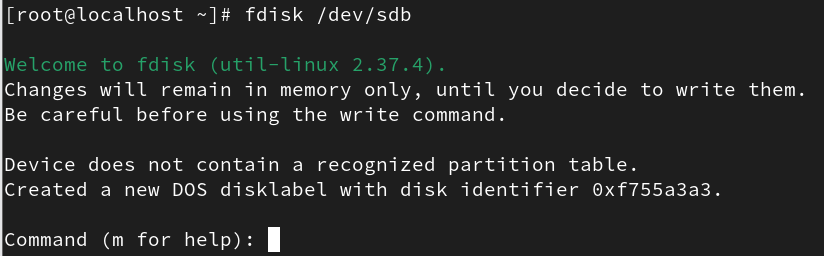 [root@localhost ~]# fdisk /dev/sdb
Welcome to fdisk (util-linux 2.37.4).
Changes will remain in memory only, until you decide to write them.
Be careful before using the write command.
Device does not contain a recognized partition table.
Created a new DOS disklabel with disk identifier 0xf755a3a3.
Command (m for help):